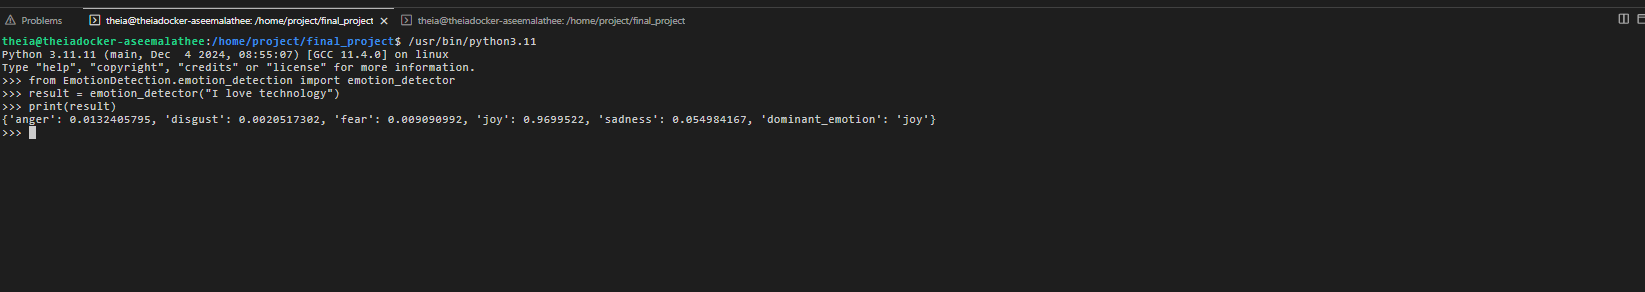 Problems theia@theiadocker-aseemalathee: /home/project/final_project theia@theiadocker-aseemalathee: /home/project/final_project
theia@theiadocker-aseemalathee:/home/project/final_project$ /usr/bin/python3.11
Python 3.11.11 (main, Dec  4 2024, 08:55:07) [GCC 11.4.0] on linux
Type "help", "copyright", "credits" or "license" for more information.
>>> from EmotionDetection.emotion_detection import emotion_detector
>>> result = emotion_detector("I love technology")
>>> print(result)
{'anger': 0.0132405795, 'disgust': 0.0020517302, 'fear': 0.009090992, 'joy': 0.9699522, 'sadness': 0.054984167, 'dominant_emotion': 'joy'}
>>>